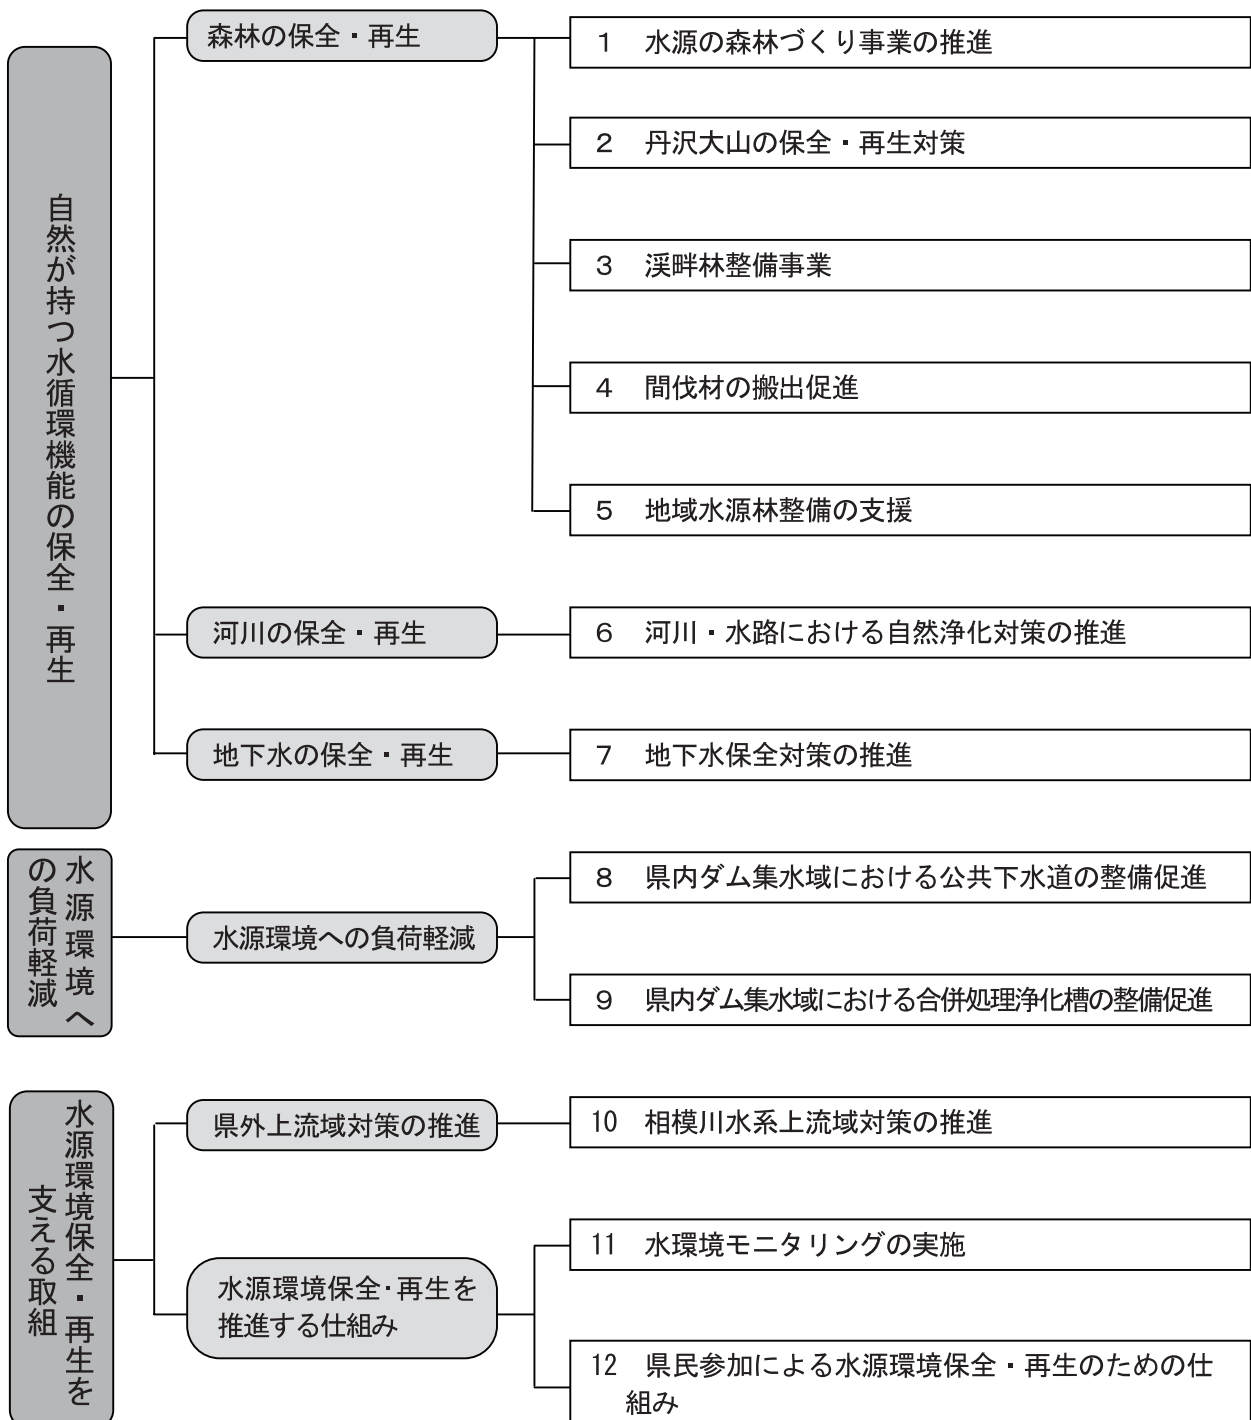 自然が持つ水循環機能の保全・再生
森林の保全・再生
1 水源の森林づくり事業の推進
2 丹沢大山の保全・再生対策
3 渓畔林整備事業
4 間伐材の搬出促進
5 地域水源林整備の支援
河川の保全・再生
6 河川・水路における自然浄化対策の推進
地下水の保全・再生
7 地下水保全対策の推進
水源環境へ
の負荷軽減
水源環境への負荷軽減
8 県内ダム集水域における公共下水道の整備促進
9 県内ダム集水域における合併処理浄化槽の整備促進
水源環境保全・再生を
支える取組
県外上流域対策の推進
10 相模川水系上流域対策の推進
水源環境保全・再生を
推進する仕組み
11 水環境モニタリングの実施
12 県民参加による水源環境保全・再生のための仕
組み